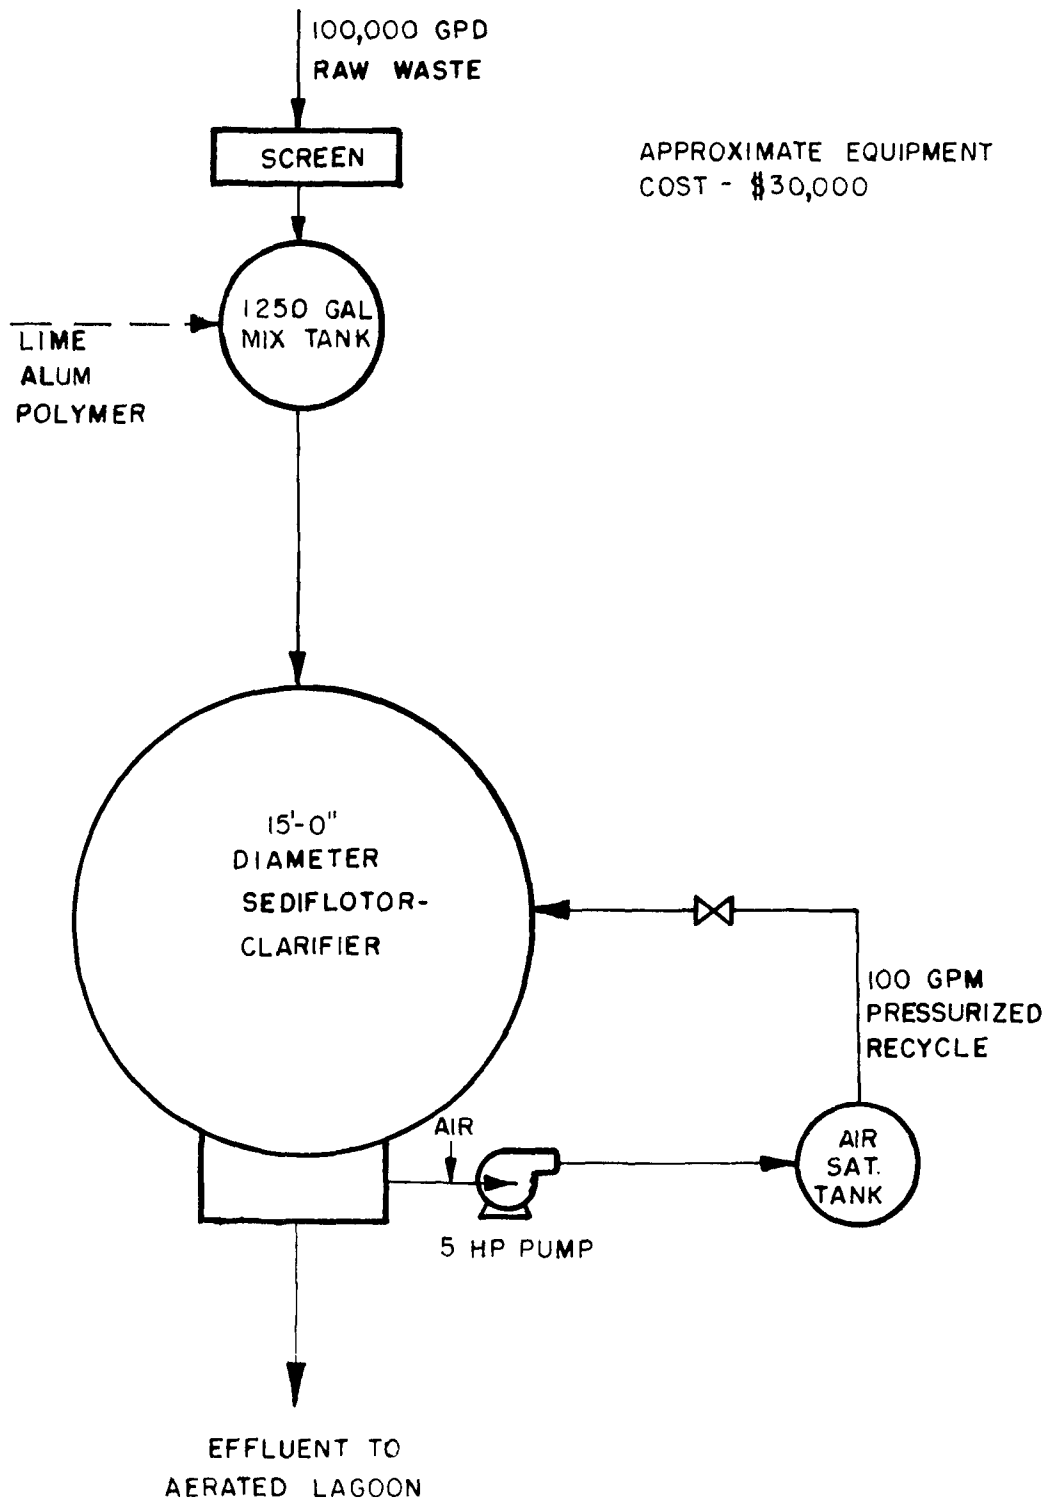 100,000 GPD
RAW WASTE
SCREEN
APPROXIMATE EQUIPMENT
COST - $30,000
1250 GAL
MIX TANK
LIME
ALUM
POLYMER
15'-0"
DIAMETER
SEDIFLOTOR-
CLARIFIER
100 GPM
PRESSURIZED
RECYCLE
AIR
AIR
SAT.
TANK
5 HP PUMP
EFFLUENT TO
AERATED LAGOON